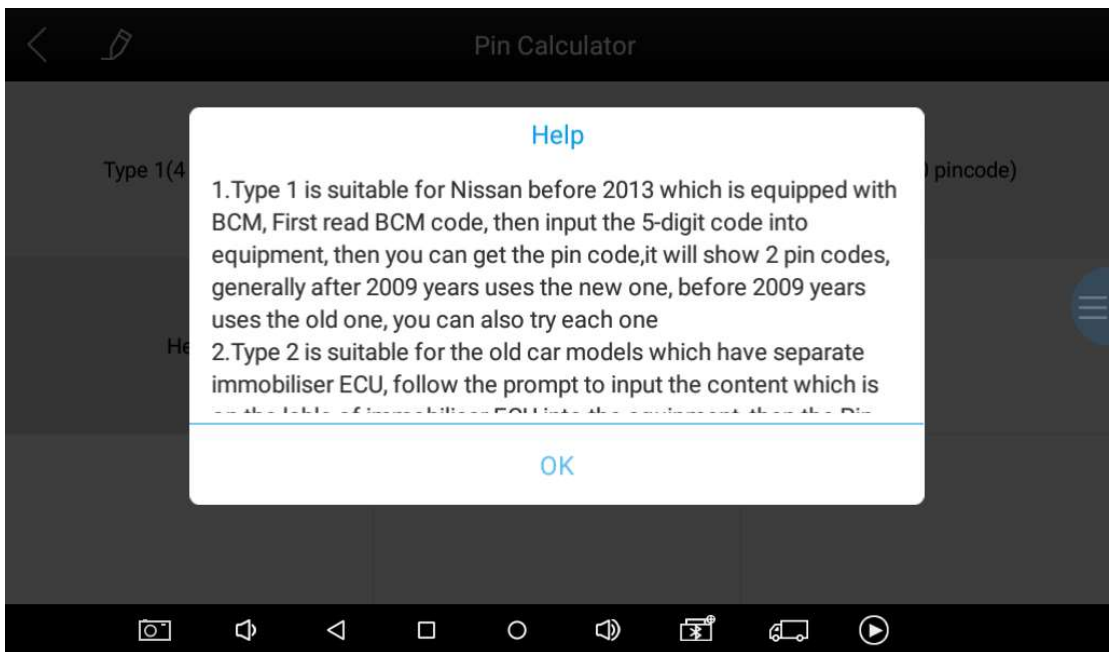 Pin Calculator
Help
Type 1(4
pincode)
1.Type 1 is suitable for Nissan before 2013 which is equipped with
BCM, First read BCM code, then input the 5-digit code into
equipment, then you can get the pin code,it will show 2 pin codes,
generally after 2009 years uses the new one, before 2009 years
uses the old one, you can also try each one
He
2.Type 2 is suitable for the old car models which have separate
immobiliser ECU, follow the prompt to input the content which is
OK